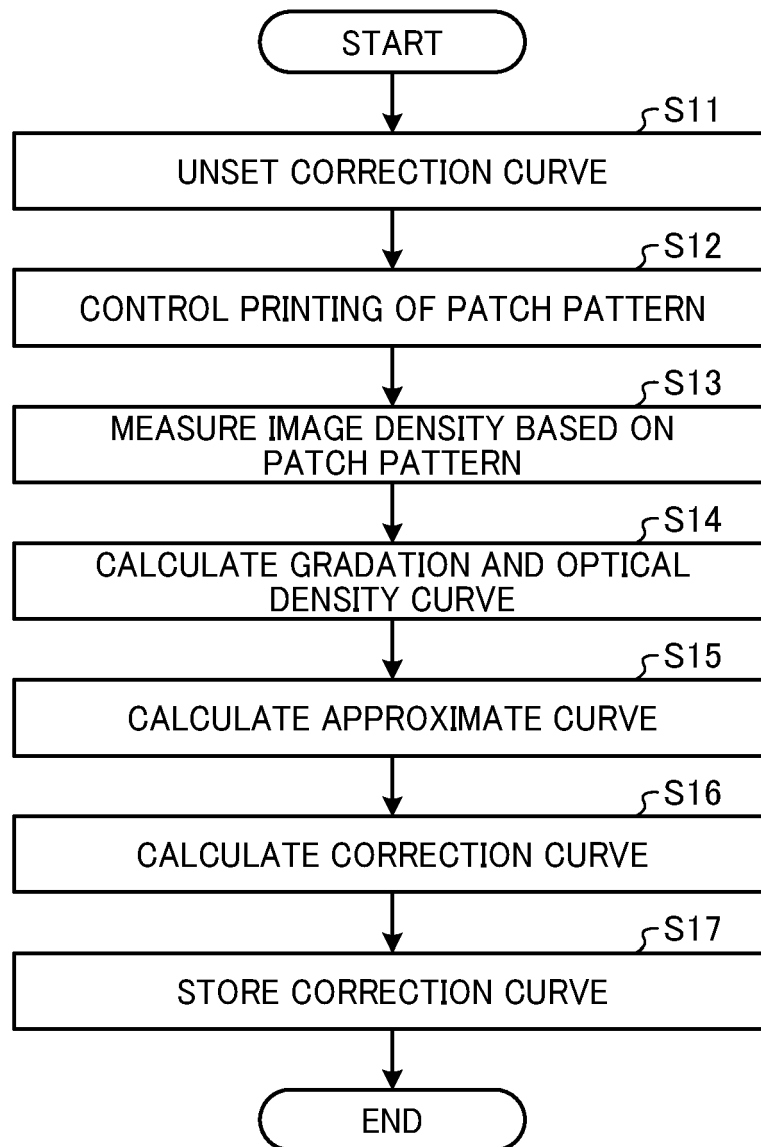 START
S11
UNSET CORRECTION CURVE
S12
CONTROL PRINTING OF PATCH PATTERN
S13
MEASURE IMAGE DENSITY BASED ON
PATCH PATTERN
S14
CALCULATE GRADATION AND OPTICAL
DENSITY CURVE
S15
CALCULATE APPROXIMATE CURVE
S16
CALCULATE CORRECTION CURVE
S17
STORE CORRECTION CURVE
END